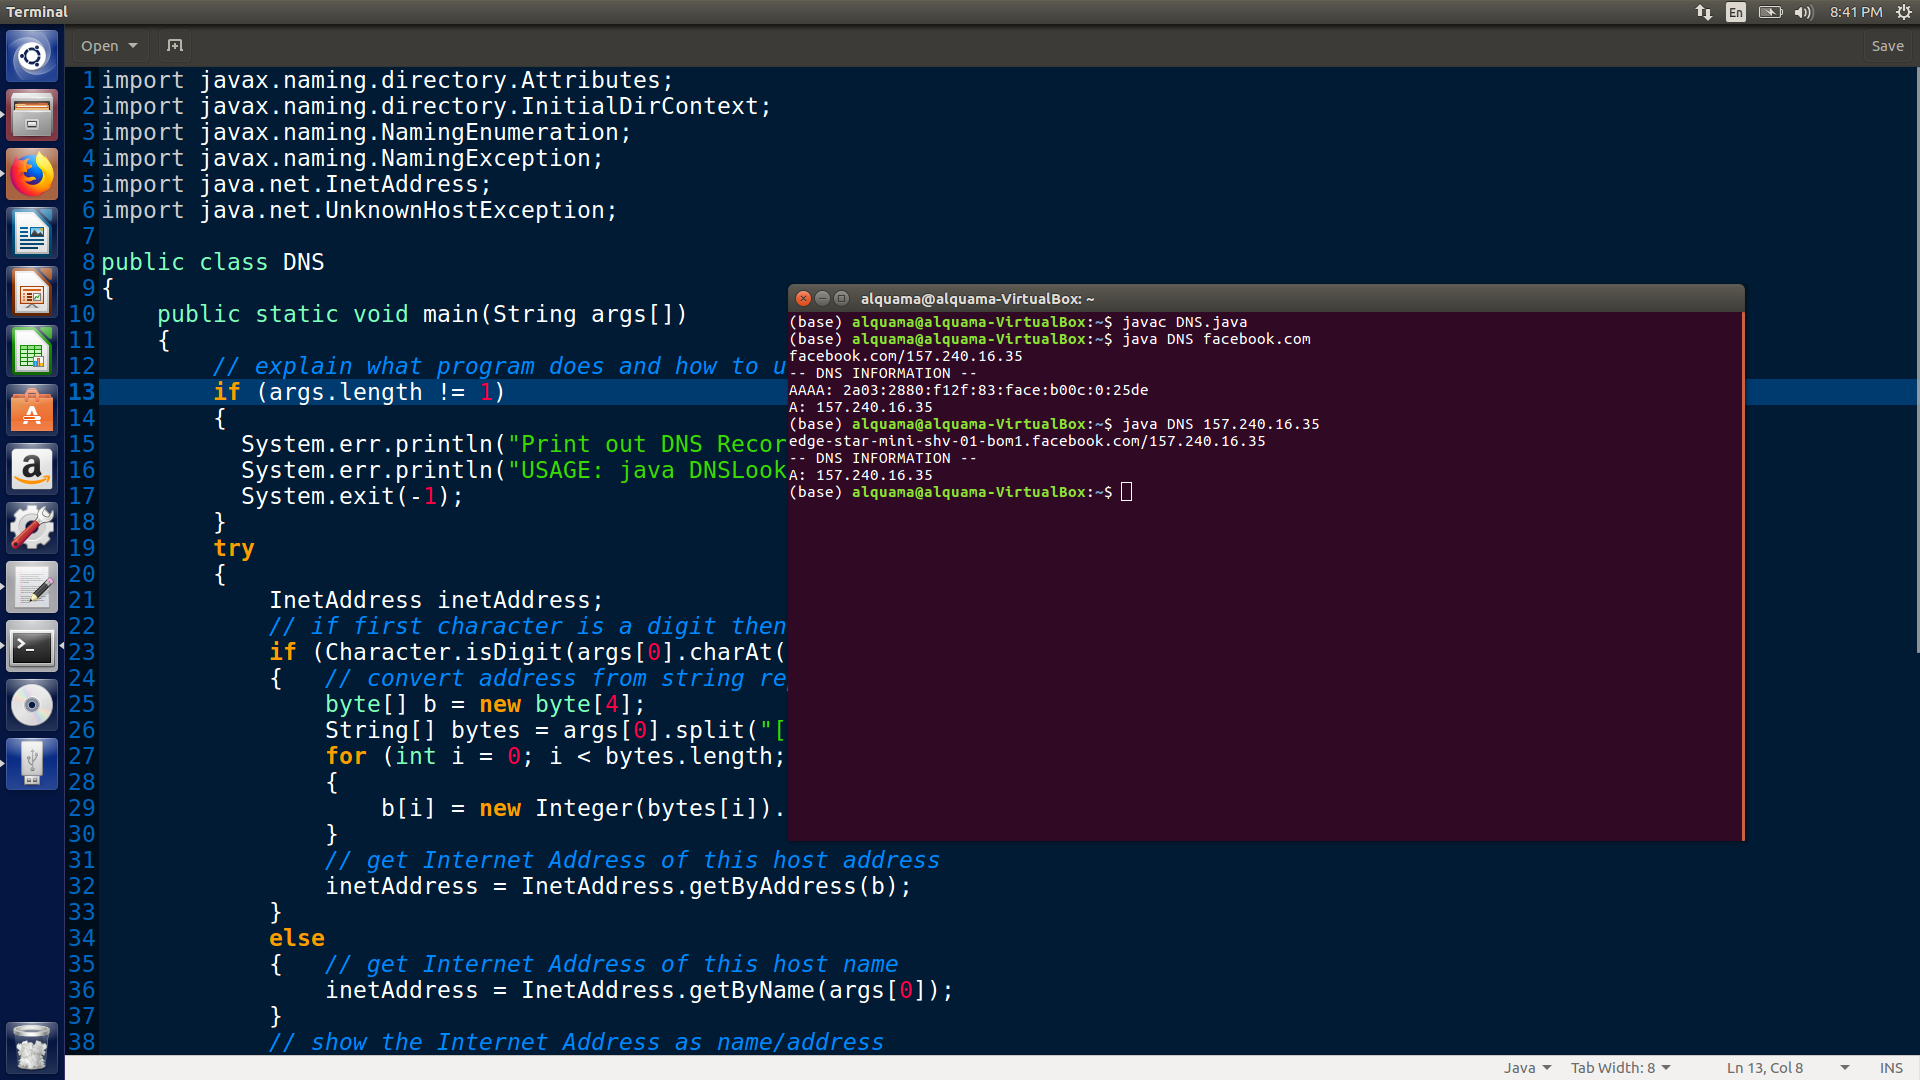 Terminal
En
8:41 PM
Open
Save
1 import javax.naming.directory.Attributes;
2 import javax.naming.directory.InitialDirContext;
3 import javax.naming.NamingEnumeration;
4 import javax.naming.NamingException;
5 import java.net.InetAddress;
6 import java.net.UnknownHostException;
7
8 public class DNS
9 {
10 public static void main(String args[])
11 {
12 // explain what program does and how to u
13 if (args.length != 1)
14 {
15 System.err.println("Print out DNS Recor
16 System.err.println("USAGE: java DNSLook
17 System.exit(-1);
18 }
19 try
20 {
21 InetAddress inetAddress;
22 // if first character is a digit then
23 if (Character.isDigit(args[0].charAt(
24 { // convert address from string re
25 byte[] b = new byte[4];
26 String[] bytes = args[0].split("[
27 for (int i = 0; i < bytes.length;
28 {
29 b[i] = new Integer(bytes[i]).
30 }
31 // get Internet Address of this host address
32 inetAddress = InetAddress.getByAddress(b);
33 }
34 else
35 { // get Internet Address of this host name
36 inetAddress = InetAddress.getByName(args[0]);
37 }
38 // show the Internet Address as name/address
alquama@alquama-VirtualBox: ~
(base) alquama@alquama-VirtualBox:~$ javac DNS.java
(base) alquama@alquama-VirtualBox:~$ java DNS facebook.com
facebook.com/157.240.16.35
-- DNS INFORMATION --
AAAA: 2a03:2880:f12f:83:face:b00c:0:25de
A: 157.240.16.35
(base) alquama@alquama-VirtualBox:~$ java DNS 157.240.16.35
edge-star-mini-shv-01-bom1.facebook.com/157.240.16.35
-- DNS INFORMATION --
A: 157.240.16.35
(base) alquama@alquama-VirtualBox:~$
Java
Tab Width: 8
Ln 13, Col 8
INS